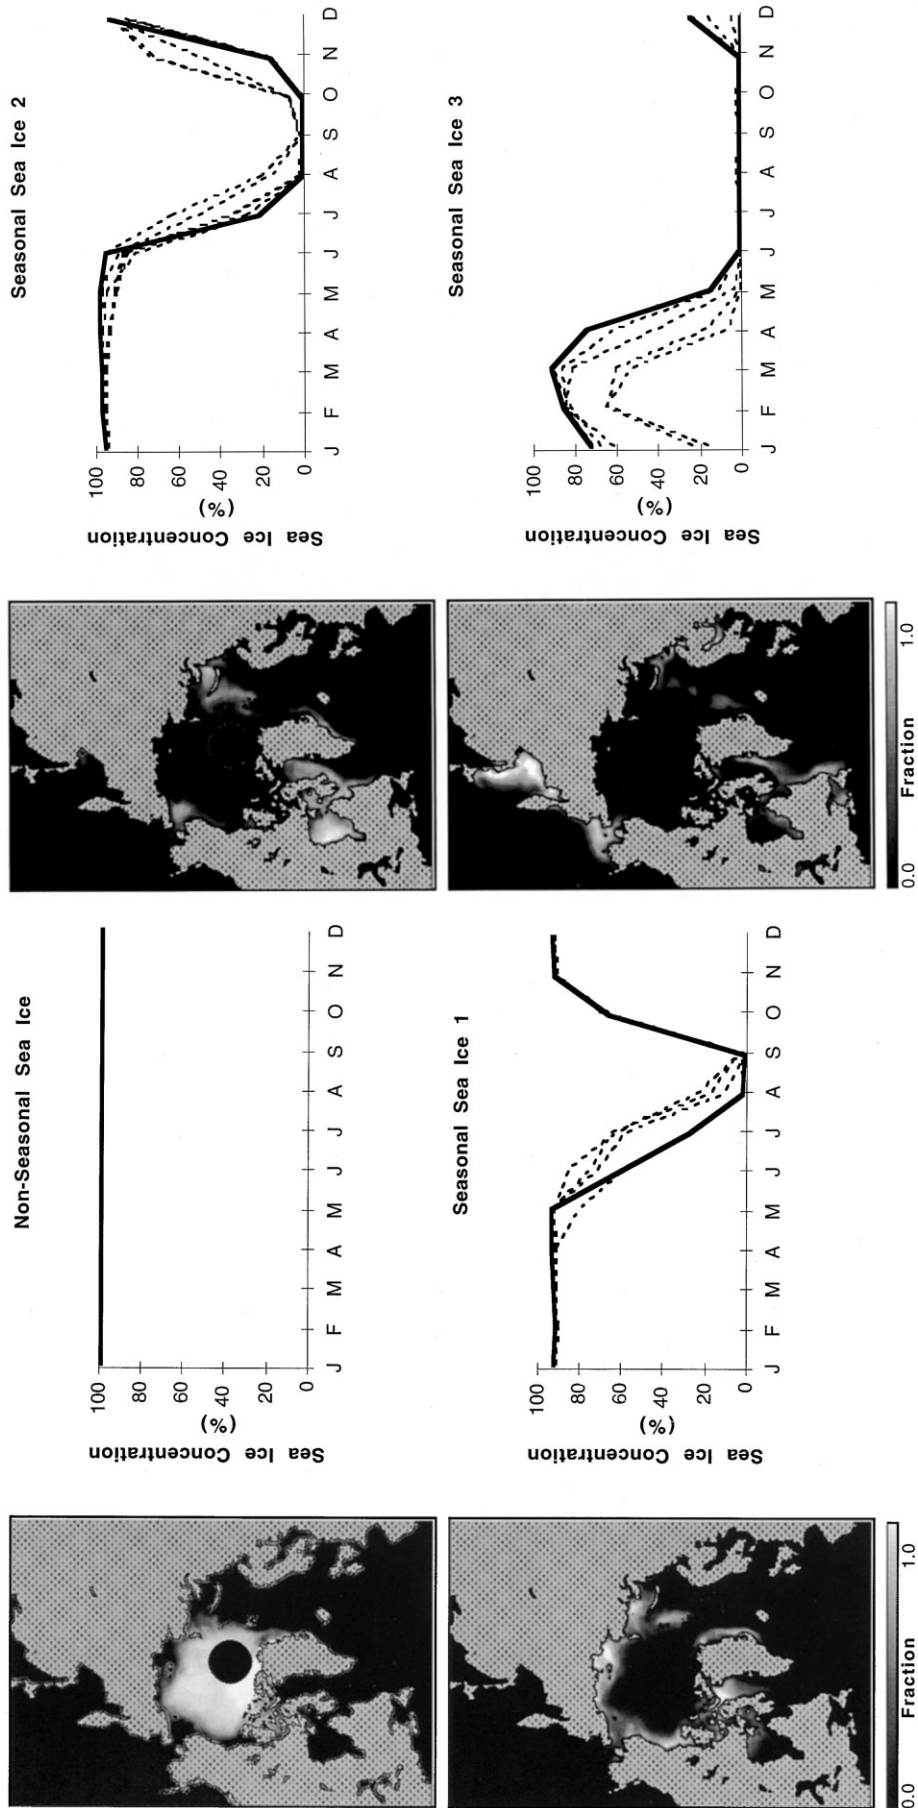 Non-Seasonal Sea Ice
Sea Ice Concentration
(%)
100
80
60
40
20
0
J F M A M J J A S O N D
Seasonal Sea Ice 2
Sea Ice Concentration
(%)
100
80
60
40
20
0
J F M A M J J A S O N D
Seasonal Sea Ice 1
Sea Ice Concentration
(%)
100
80
60
40
20
0
J F M A M J J A S O N D
0.0 Fraction 1.0
Seasonal Sea Ice 3
Sea Ice Concentration
(%)
100
80
60
40
20
0
J F M A M J J A S O N D
0.0 Fraction 1.0